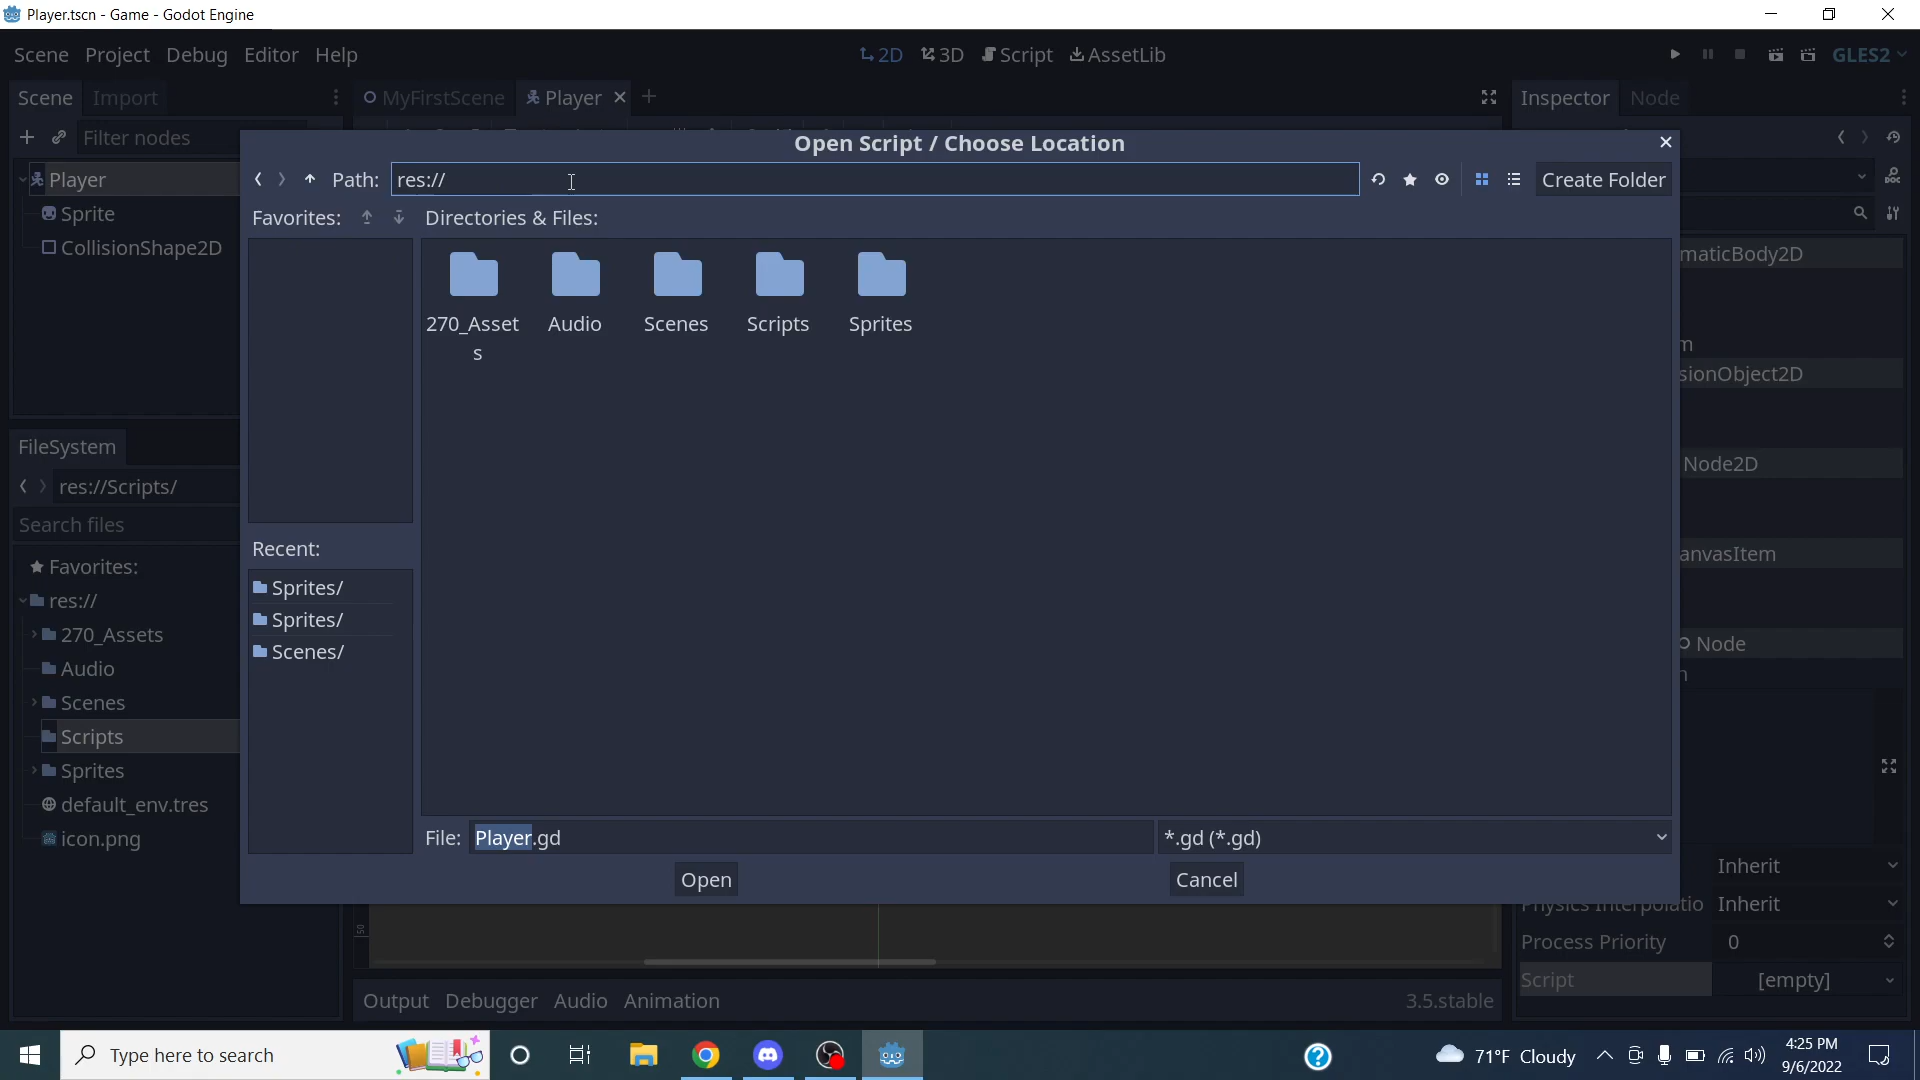 Player.tscn - Game - Godot Engine
Scene Project Debug Editor Help
2D 3D Script AssetLib
GLES2
Scene Import
MyFirstScene Player
Inspector Node
Filter nodes
Open Script / Choose Location
Player
Path: res://
Create Folder
Sprite
Favorites:
Directories & Files:
CollisionShape2D
maticBody2D
270_Asset
s
Audio
Scenes
Scripts
Sprites
m
sionObject2D
FileSystem
Node2D
res://Scripts/
Search files
Recent:
anvasItem
Favorites:
Sprites/
res://
Sprites/
270_Assets
Scenes/
Node
Audio
n
Scenes
Scripts
Sprites
default_env.tres
icon.png
File: Player.gd
*.gd (*.gd)
Inherit
Open
Cancel
Physics Interpolatio Inherit
Process Priority 0
Script [empty]
Output Debugger Audio Animation
3.5.stable
Type here to search
71°F Cloudy
4:25 PM
9/6/2022
50